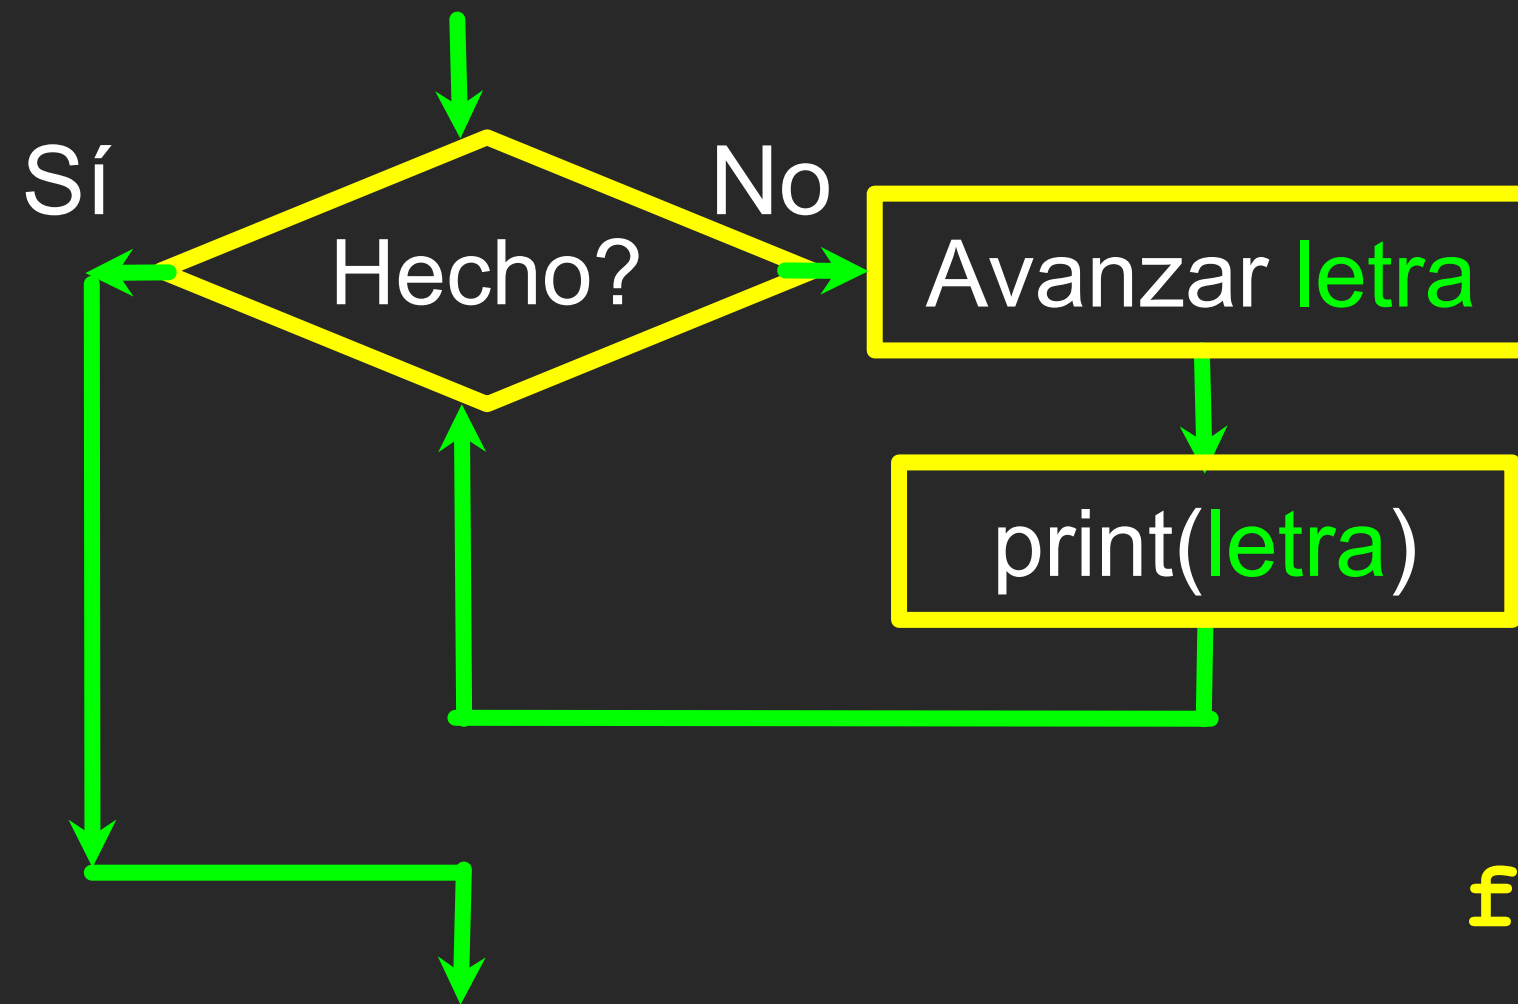 Sí
No
Hecho?
Avanzar letra
print(letra)
f